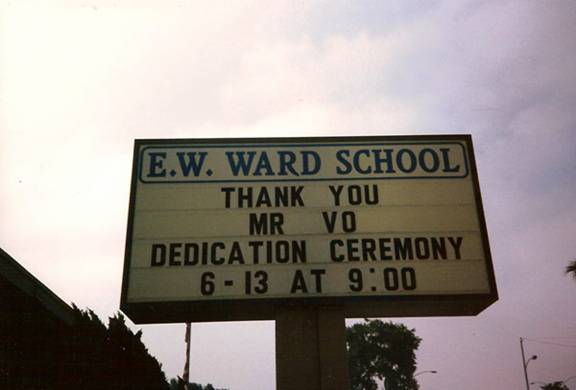 E.W. WARD SCHOOL
THANK YOU
MR VO
DEDICATION CEREMONY
6-13 AT 9:00